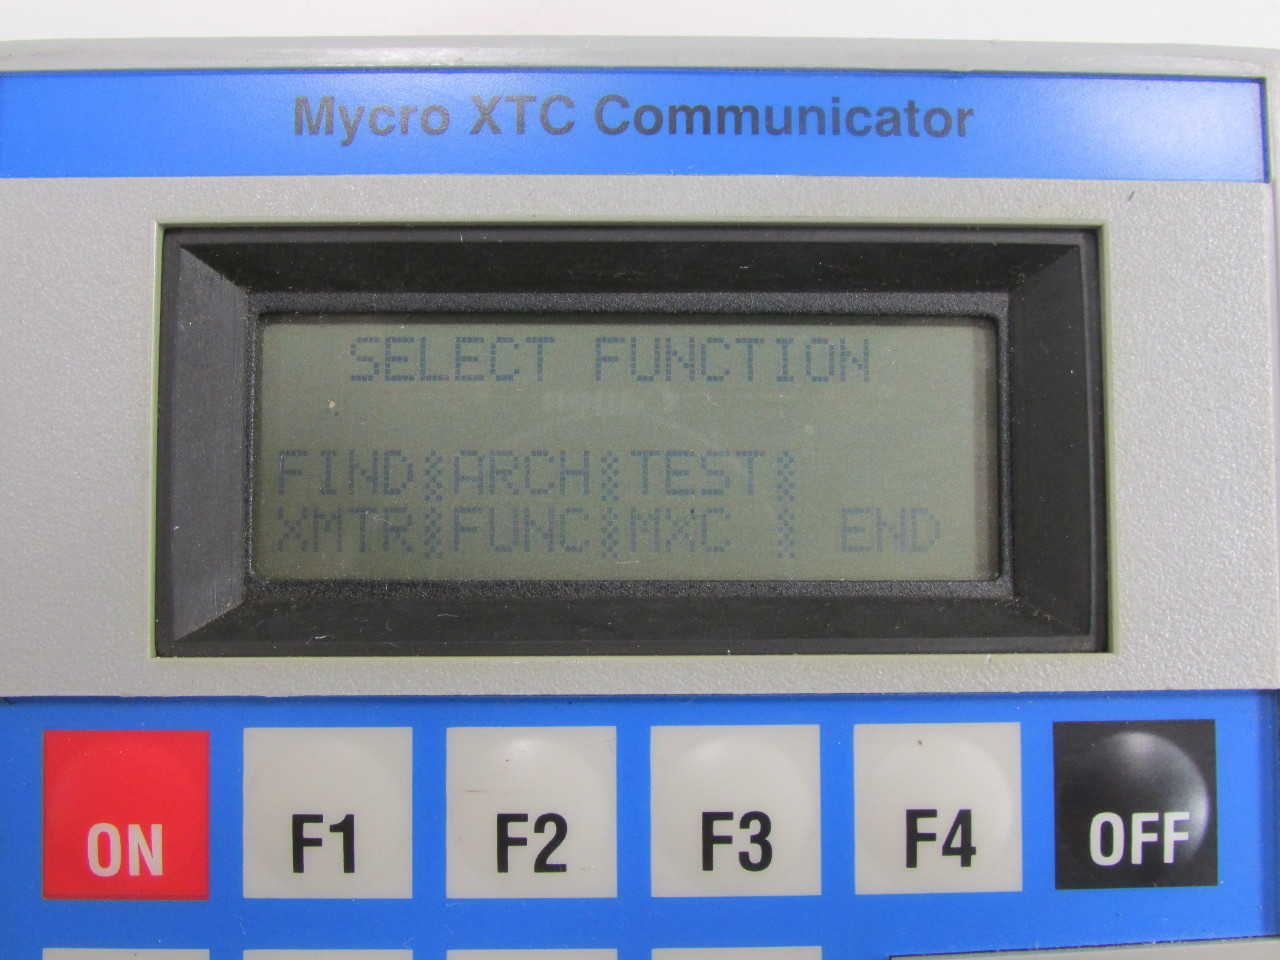 Mycro XTC Communicator
SELECT FUNCTION
FIND ARCH TEST
XMTR FUNC MXC END
ON F1 F2 F3 F4 OFF